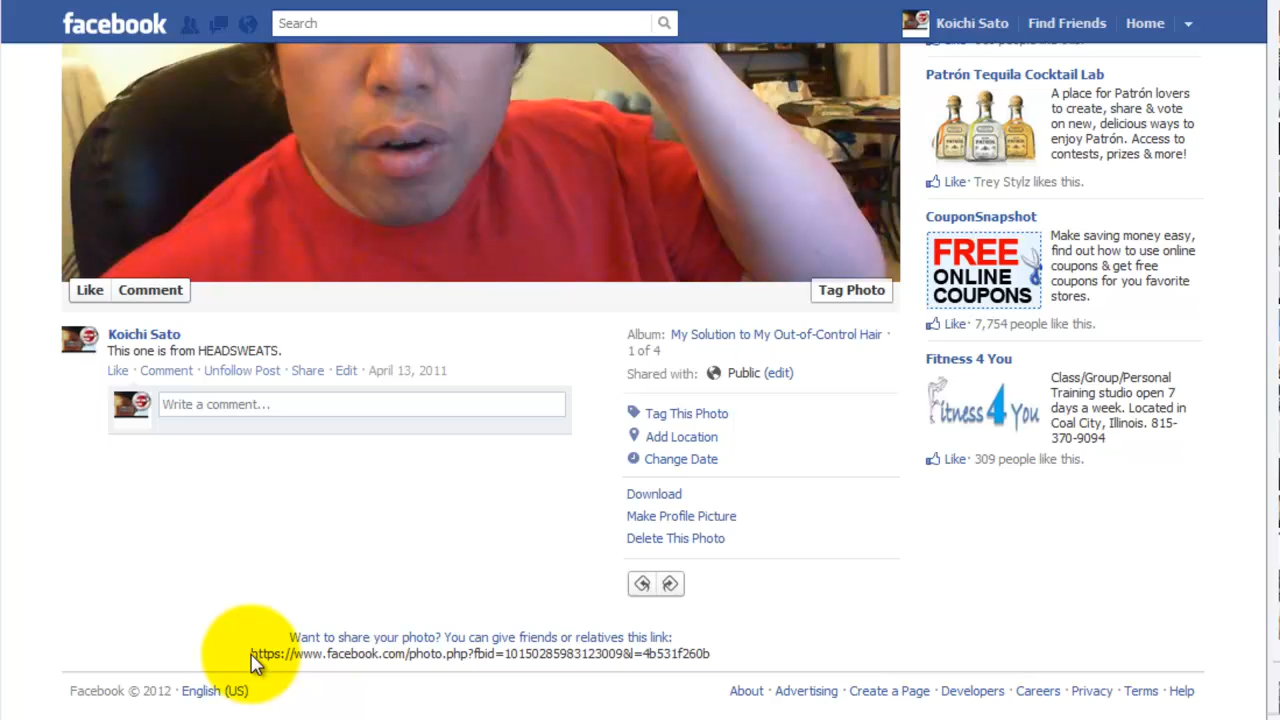 facebook
Search
Koichi Sato
Find Friends
Home
Patrón Tequila Cocktail Lab
A place for Patrón lovers
to create, share & vote
on new, delicious ways to
enjoy Patrón. Access to
contests, prizes & more!
Like · Trey Stylz likes this.
CouponSnapshot
FREE
ONLINE
COUPONS
Make saving money easy,
find out how to use online
coupons & get free
coupons for you favorite
stores.
Like · 7,754 people like this.
Fitness 4 You
Fitness 4 You
Class/Group/Personal
Training studio open 7
days a week. Located in
Coal City, Illinois. 815-
370-9094
Like · 309 people like this.
Like
Comment
Tag Photo
Koichi Sato
This one is from HEADSWEATS.
Like · Comment · Unfollow Post · Share · Edit · April 13, 2011
Write a comment...
Album: My Solution to My Out-of-Control Hair ·
1 of 4
Shared with: Public (edit)
Tag This Photo
Add Location
Change Date
Download
Make Profile Picture
Delete This Photo
Want to share your photo? You can give friends or relatives this link:
https://www.facebook.com/photo.php?fbid=10150285983123009&l=4b531f260b
Facebook © 2012 · English (US)
About · Advertising · Create a Page · Developers · Careers · Privacy · Terms · Help